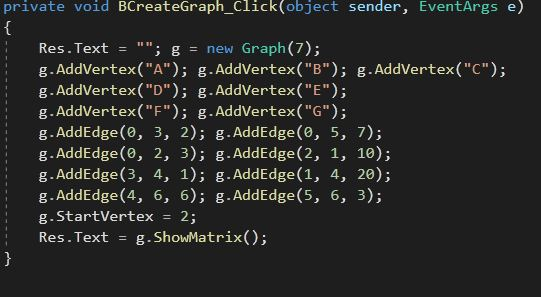 private void BCreateGraph_Click(object sender, EventArgs e)
{
Res.Text = ""; g = new Graph(7);
g.AddVertex("A"); g.AddVertex("B"); g.AddVertex("C");
g.AddVertex("D"); g.AddVertex("E");
g.AddVertex("F"); g.AddVertex("G");
g.AddEdge(0, 3, 2); g.AddEdge(0, 5, 7);
g.AddEdge(0, 2, 3); g.AddEdge(2, 1, 10);
g.AddEdge(3, 4, 1); g.AddEdge(1, 4, 20);
g.AddEdge(4, 6, 6); g.AddEdge(5, 6, 3);
g.StartVertex = 2;
Res.Text = g.ShowMatrix();
}